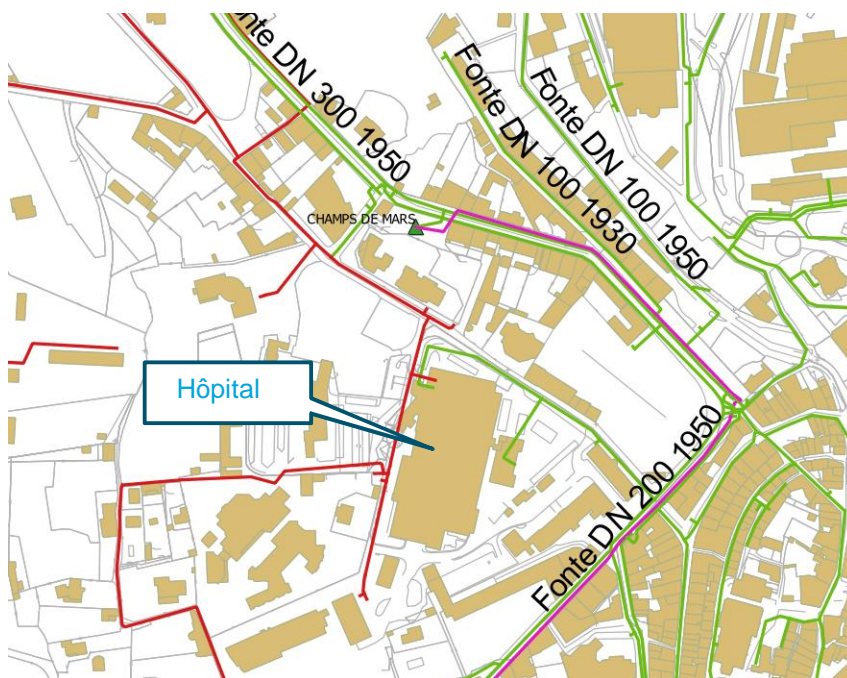 Fonte DN 300 1950
Fonte DN 100 1930
Fonte DN 100 1950
CHAMPS DE MARS
Hôpital
Fonte DN 200 1950